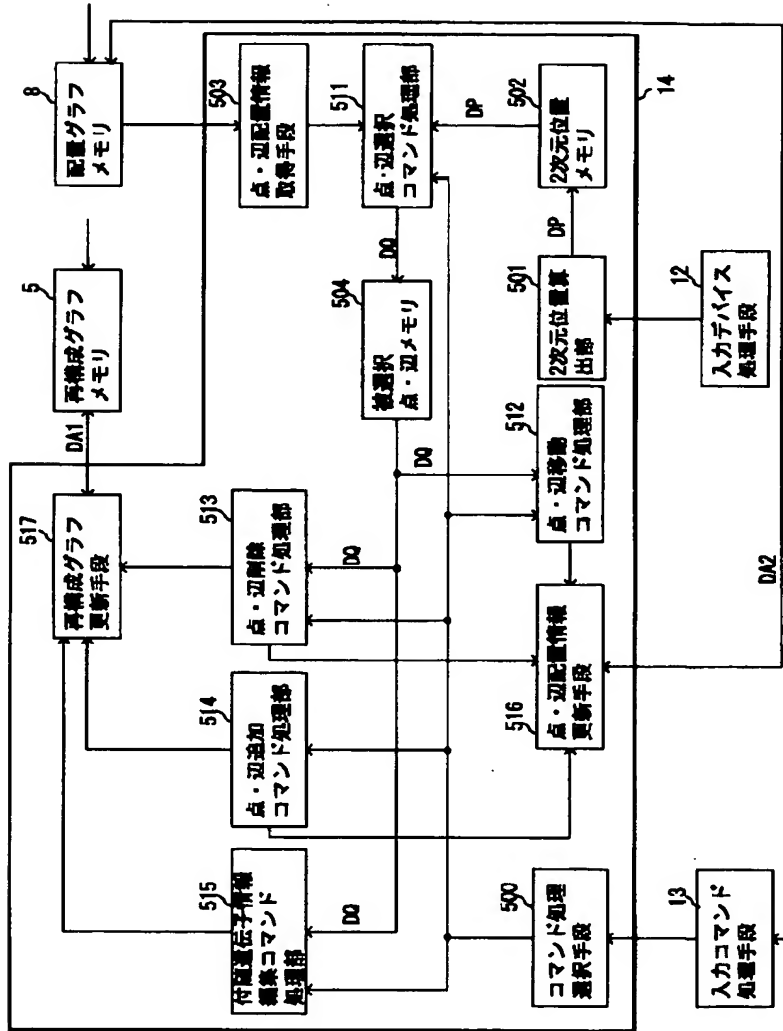 8
配置グラフ
メモリ
5
再構成グラフ
メモリ
DA1
517
再構成グラフ
更新手段
503
点・辺配置情報
取得手段
511
点・辺選択
コマンド処理部
DP
502
2次元位置
メモリ
14
DQ
504
被選択
点・辺メモリ
DP
501
2次元位置算
出部
12
入力デバイス
処理手段
513
点・辺削除
コマンド処理部
DQ
DQ
512
点・辺移動
コマンド処理部
514
点・辺追加
コマンド処理部
516
点・辺配置情報
更新手段
DA2
515
付随遺伝子情報
編集コマンド
処理部
DQ
500
コマンド処理
選択手段
13
入力コマンド
処理手段